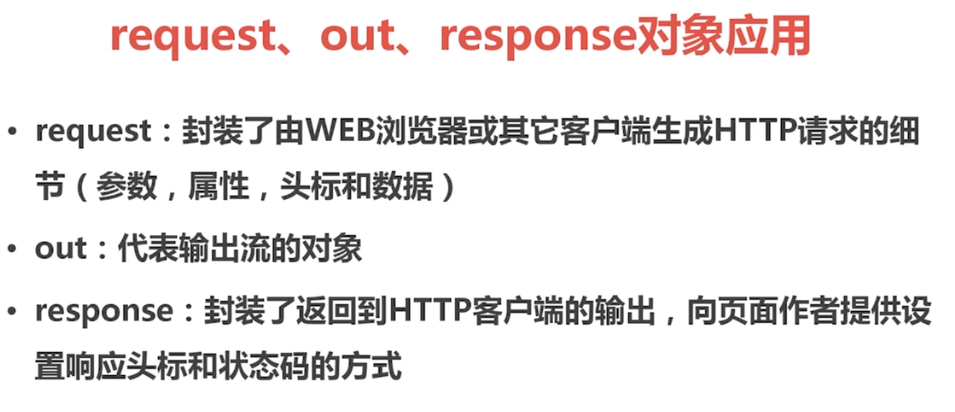 request、out、response对象应用
• request：封装了由WEB浏览器或其它客户端生成HTTP请求的细
节（参数，属性，头标和数据）
• out：代表输出流的对象
• response：封装了返回到HTTP客户端的输出，向页面作者提供设
置响应头标和状态码的方式